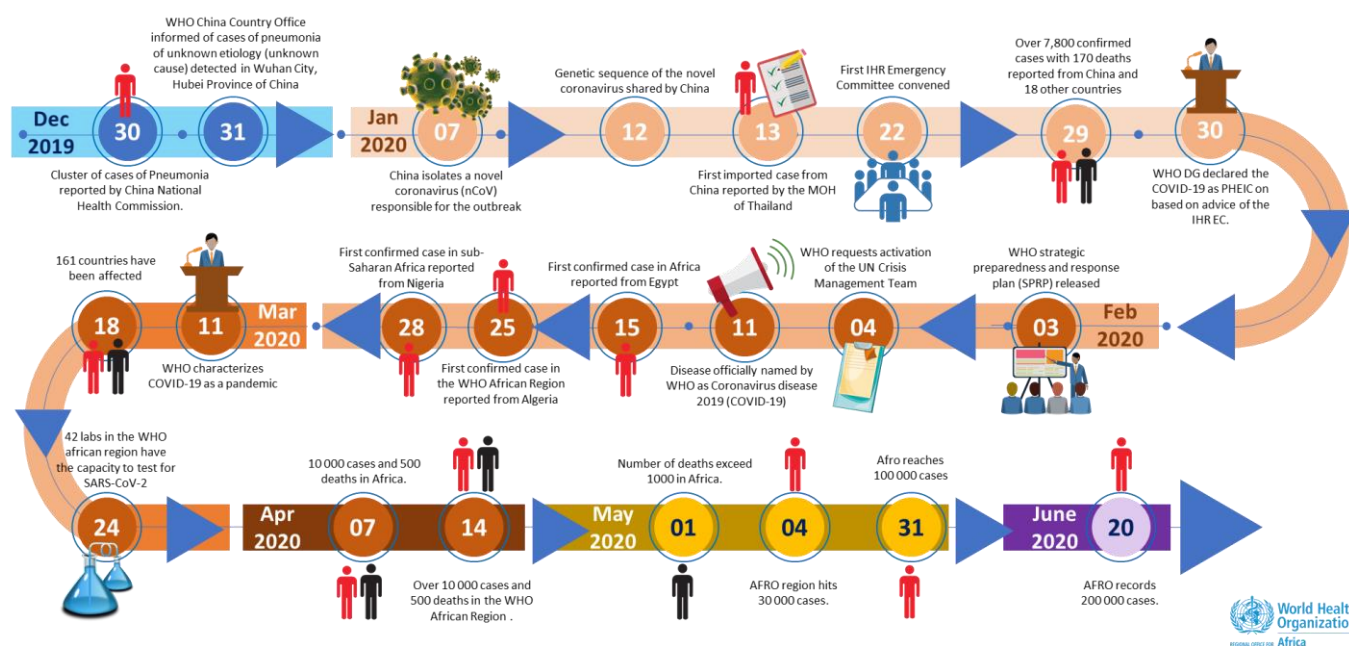 WHO China Country Office
informed of cases of pneumonia
of unknown etiology (unknown
cause) detected in Wuhan City,
Hubei Province of China
Genetic sequence of the novel
coronavirus shared by China
First IHR Emergency
Committee convened
Over 7,800 confirmed
cases with 170 deaths
reported from China and
18 other countries
Dec
2019
30
31
Jan
2020
07
12
13
22
29
30
Cluster of cases of Pneumonia
reported by China National
Health Commission.
China isolates a novel
coronavirus (nCoV)
responsible for the outbreak
First imported case from
China reported by the MOH
of Thailand
WHO DG declared the
COVID-19 as PHEIC on
based on advice of the
IHR EC.
161 countries have
been affected
First confirmed case in sub-
Saharan Africa reported
from Nigeria
First confirmed case in Africa
reported from Egypt
WHO requests activation
of the UN Crisis
Management Team
WHO strategic
preparedness and response
plan (SPRP) released
18
11
Mar
2020
28
25
15
11
04
03
Feb
2020
WHO characterizes
COVID-19 as a pandemic
First confirmed case in
the WHO African Region
reported from Algeria
Disease officially named by
WHO as Coronavirus disease
2019 (COVID-19)
42 labs in the WHO
african region have
the capacity to test for
SARS-CoV-2
10 000 cases and 500
deaths in Africa.
Number of deaths exceed
1000 in Africa.
Afro reaches
100 000 cases
24
Apr
2020
07
14
May
2020
01
04
31
June
2020
20
Over 10 000 cases and
500 deaths in the WHO
African Region .
AFRO region hits
30 000 cases.
AFRO records
200 000 cases.
World Healt
Organizatio
REGIONAL OFFICE FOR Africa